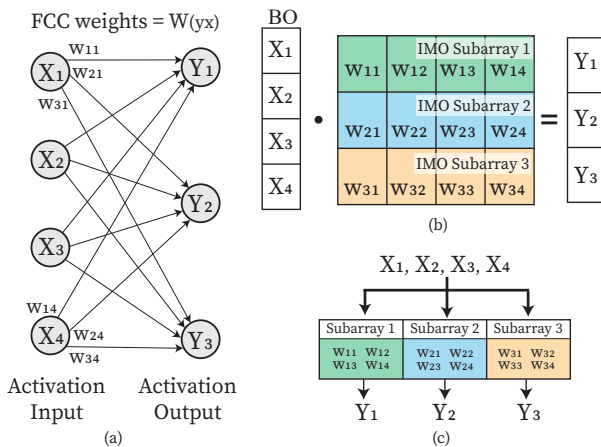 FCC weights = W(yx)
W11
W21
W31
X1
X2
X3
X4
W14
W24
W34
Y1
Y2
Y3
Activation Input
Activation Output
(a)
BO
X1
X2
X3
X4
•
IMO Subarray 1
W11 W12 W13 W14
IMO Subarray 2
W21 W22 W23 W24
IMO Subarray 3
W31 W32 W33 W34
=
Y1
Y2
Y3
(b)
X1, X2, X3, X4
Subarray 1 Subarray 2 Subarray 3
W11 W12 W21 W22 W31 W32
W13 W14 W23 W24 W33 W34
Y1 Y2 Y3
(c)